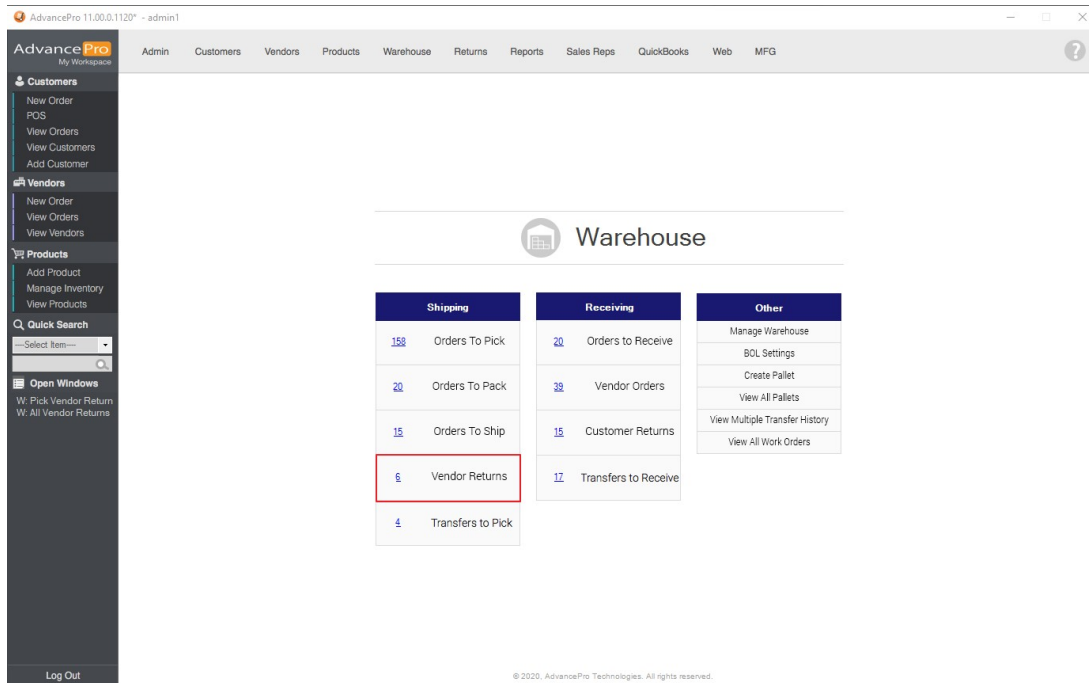 AdvancePro 11.00.0.1120* - admin1
AdvancePro
My Workspace
Admin Customers Vendors Products Warehouse Returns Reports Sales Reps QuickBooks Web MFG
?
Customers
New Order
POS
View Orders
View Customers
Add Customer
Vendors
New Order
View Orders
View Vendors
Products
Add Product
Manage Inventory
View Products
Quick Search
---Select Item---
Open Windows
W: Pick Vendor Return
W: All Vendor Returns
Log Out
Warehouse
Shipping
158 Orders To Pick
20 Orders To Pack
15 Orders To Ship
6 Vendor Returns
4 Transfers to Pick
Receiving
20 Orders to Receive
39 Vendor Orders
15 Customer Returns
17 Transfers to Receive
Other
Manage Warehouse
BOL Settings
Create Pallet
View All Pallets
View Multiple Transfer History
View All Work Orders
© 2020, AdvancePro Technologies. All rights reserved.